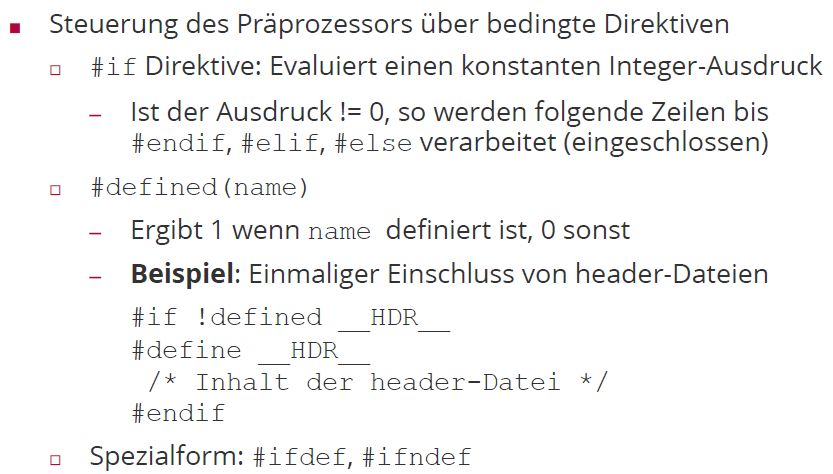 Steuerung des Präprozessors über bedingte Direktiven
#if Direktive: Evaluiert einen konstanten Integer-Ausdruck
– Ist der Ausdruck != 0, so werden folgende Zeilen bis
#endif, #elif, #else verarbeitet (eingeschlossen)
#defined(name)
– Ergibt 1 wenn name definiert ist, 0 sonst
– Beispiel: Einmaliger Einschluss von header-Dateien
#if !defined __HDR__
#define __HDR__
/* Inhalt der header-Datei */
#endif
Spezialform: #ifdef, #ifndef